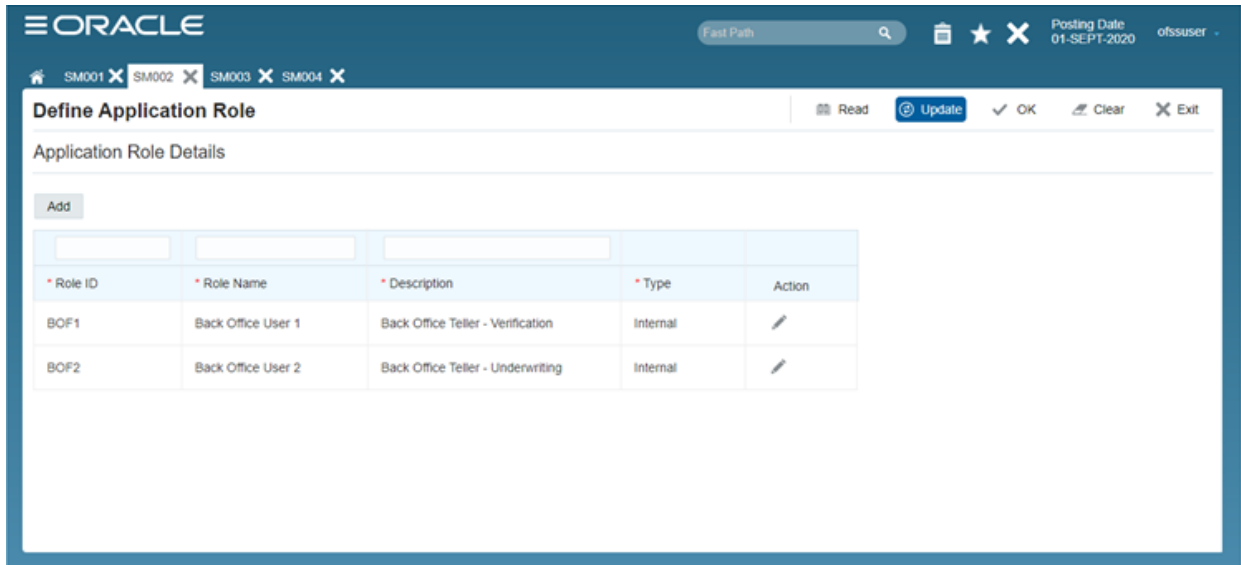 ORACLE
Fast Path
Posting Date
01-SEPT-2020
ofssuser
SM001 SM002 SM003 SM004
Define Application Role
Read Update OK Clear Exit
Application Role Details
Add
* Role ID * Role Name * Description * Type Action
BOF1 Back Office User 1 Back Office Teller - Verification Internal
BOF2 Back Office User 2 Back Office Teller - Underwriting Internal